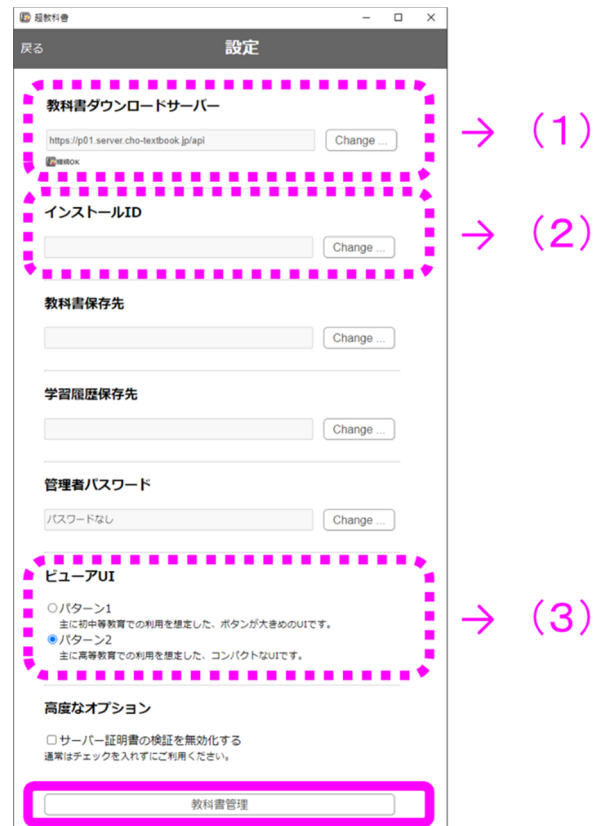 超教科書
戻る
設定
教科書ダウンロードサーバー
https://p01.server.cho-textbook.jp/api
Change ...
接続OK
→ (1)
インストールID
Change ...
→ (2)
教科書保存先
Change ...
学習履歴保存先
Change ...
管理者パスワード
パスワードなし
Change ...
ビューアUI
パターン1
主に初中等教育での利用を想定した、ボタンが大きめのUIです。
パターン2
主に高等教育での利用を想定した、コンパクトなUIです。
→ (3)
高度なオプション
サーバー証明書の検証を無効化する
通常はチェックを入れずにご利用ください。
教科書管理